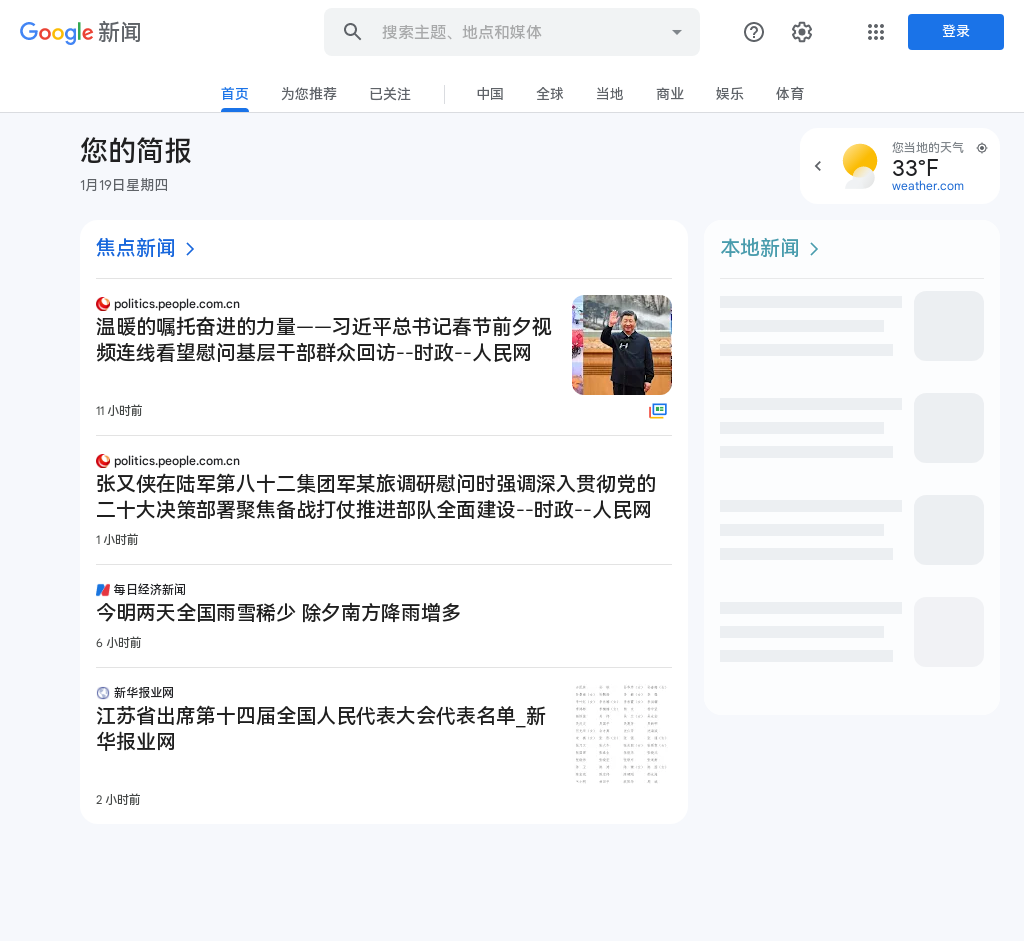 Google 新闻
搜索主题、地点和媒体
登录
首页 为您推荐 已关注 中国 全球 当地 商业 娱乐 体育
您的简报
1月19日星期四
您当地的天气
33°F
weather.com
焦点新闻
politics.people.com.cn
温暖的嘱托奋进的力量——习近平总书记春节前夕视
频连线看望慰问基层干部群众回访--时政--人民网
11 小时前
politics.people.com.cn
张又侠在陆军第八十二集团军某旅调研慰问时强调深入贯彻党的
二十大决策部署聚焦备战打仗推进部队全面建设--时政--人民网
1 小时前
每日经济新闻
今明两天全国雨雪稀少 除夕南方降雨增多
6 小时前
新华报业网
江苏省出席第十四届全国人民代表大会代表名单_新
华报业网
2 小时前
本地新闻